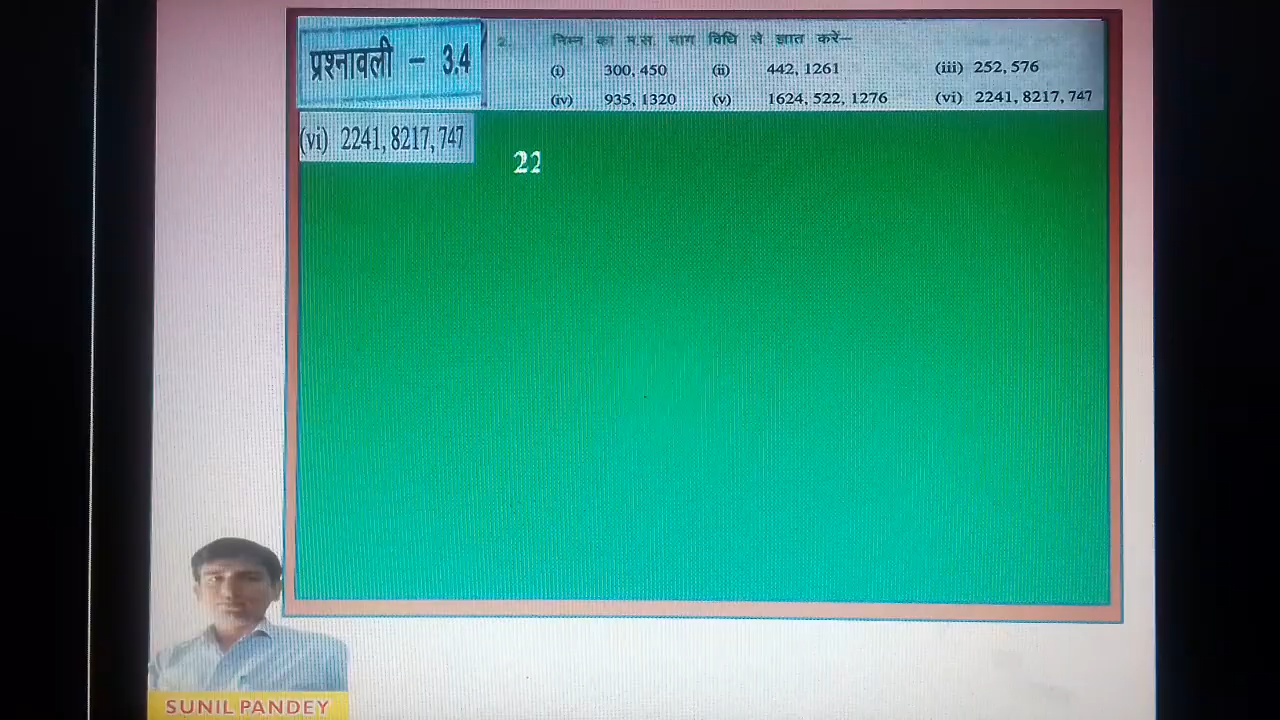 प्रश्नावली – 3.4
2. निम्न का म.स. भाग विधि से ज्ञात करें–
(i) 300, 450 (ii) 442, 1261 (iii) 252, 576
(iv) 935, 1320 (v) 1624, 522, 1276 (vi) 2241, 8217, 747
(vi) 2241, 8217, 747
22
SUNIL PANDEY